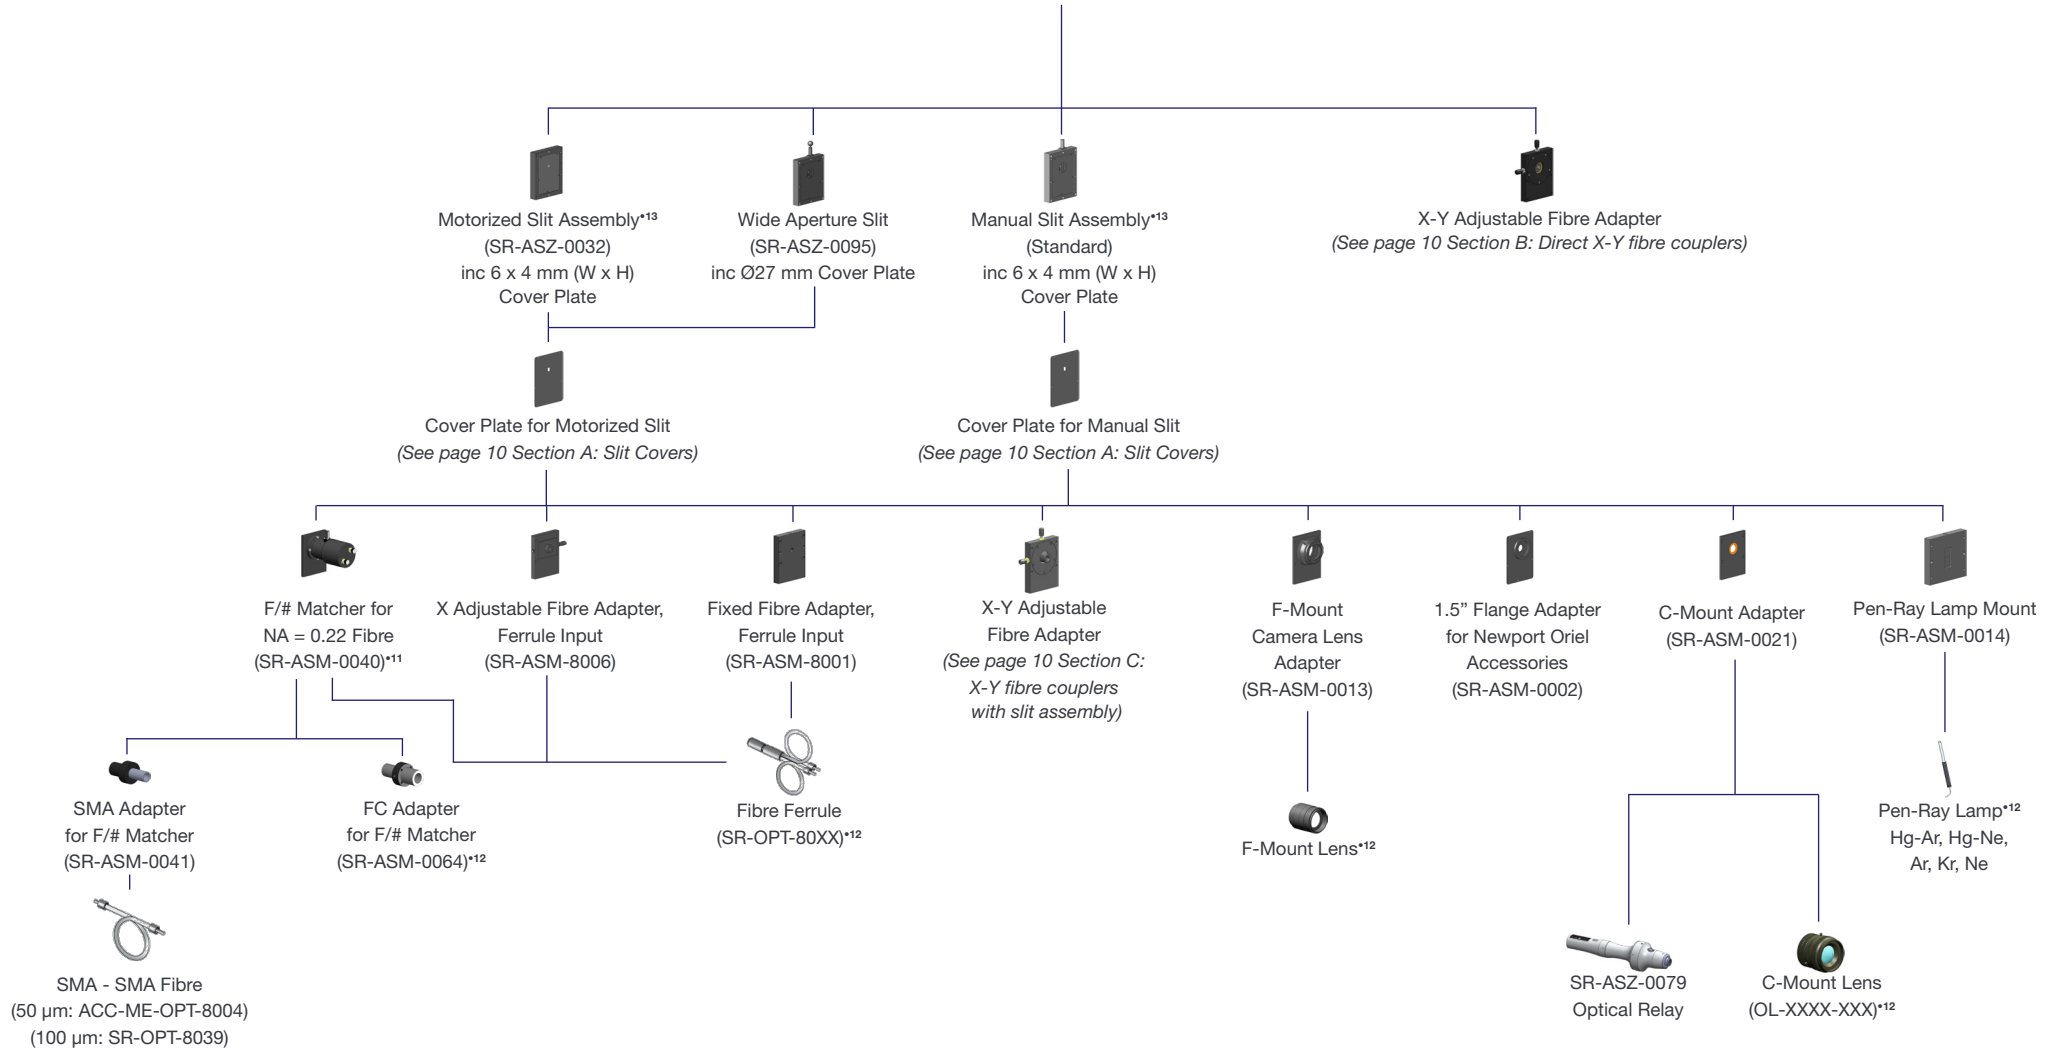 Motorized Slit Assembly•13
(SR-ASZ-0032)
inc 6 x 4 mm (W x H)
Cover Plate
Wide Aperture Slit
(SR-ASZ-0095)
inc Ø27 mm Cover Plate
Manual Slit Assembly•13
(Standard)
inc 6 x 4 mm (W x H)
Cover Plate
X-Y Adjustable Fibre Adapter
(See page 10 Section B: Direct X-Y fibre couplers)
Cover Plate for Motorized Slit
(See page 10 Section A: Slit Covers)
Cover Plate for Manual Slit
(See page 10 Section A: Slit Covers)
F/# Matcher for
NA = 0.22 Fibre
(SR-ASM-0040)•11
X Adjustable Fibre Adapter,
Ferrule Input
(SR-ASM-8006)
Fixed Fibre Adapter,
Ferrule Input
(SR-ASM-8001)
X-Y Adjustable
Fibre Adapter
(See page 10 Section C:
X-Y fibre couplers
with slit assembly)
F-Mount
Camera Lens
Adapter
(SR-ASM-0013)
1.5” Flange Adapter
for Newport Oriel
Accessories
(SR-ASM-0002)
C-Mount Adapter
(SR-ASM-0021)
Pen-Ray Lamp Mount
(SR-ASM-0014)
SMA Adapter
for F/# Matcher
(SR-ASM-0041)
FC Adapter
for F/# Matcher
(SR-ASM-0064)•12
Fibre Ferrule
(SR-OPT-80XX)•12
F-Mount Lens•12
Pen-Ray Lamp•12
Hg-Ar, Hg-Ne,
Ar, Kr, Ne
SMA - SMA Fibre
(50 µm: ACC-ME-OPT-8004)
(100 µm: SR-OPT-8039)
SR-ASZ-0079
Optical Relay
C-Mount Lens
(OL-XXXX-XXX)•12